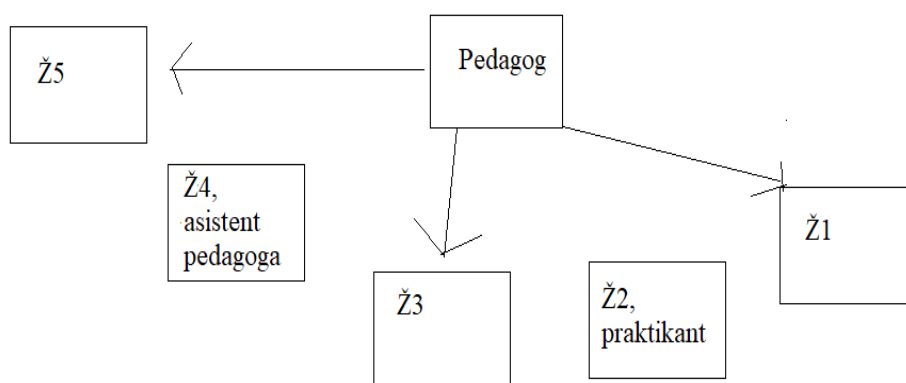 Pedagog
Ž5
Ž4,
asistent
pedagoga
Ž3
Ž2,
praktikant
Ž1